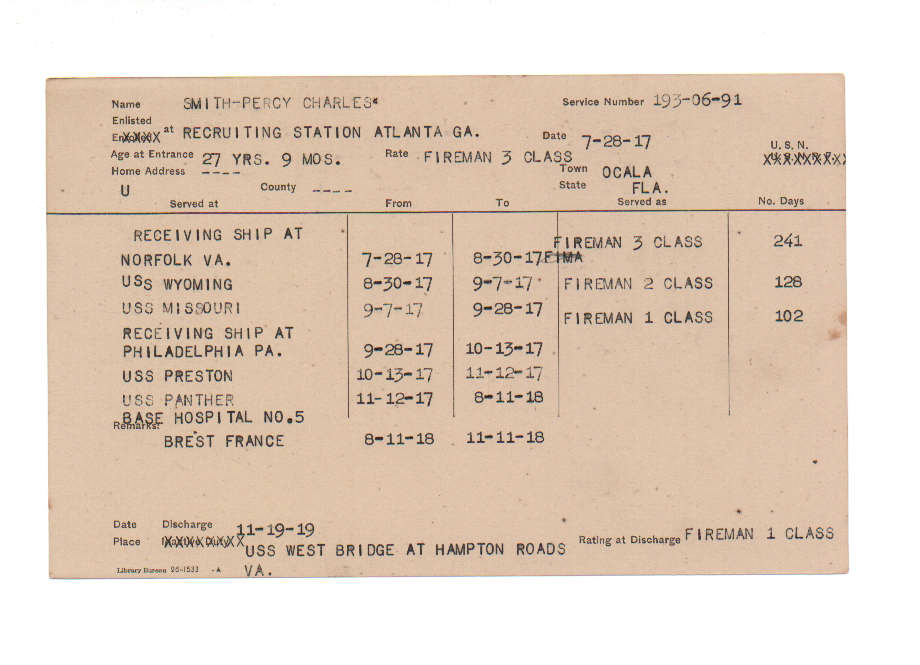 Name SMITH-PERCY CHARLES. Service Number 193-06-91
Enlisted
at RECRUITING STATION ATLANTA GA. Date 7-28-17
U. S. N.
Age at Entrance 27 YRS. 9 MOS. Rate FIREMAN 3 CLASS
Home Address ---- Town OCALA
U County ---- State FLA.
Served at From To Served as No. Days
RECEIVING SHIP AT FIREMAN 3 CLASS 241
NORFOLK VA. 7-28-17 8-30-17
USS WYOMING 8-30-17 9-7-17 FIREMAN 2 CLASS 128
USS MISSOURI 9-7-17 9-28-17 FIREMAN 1 CLASS 102
RECEIVING SHIP AT
PHILADELPHIA PA. 9-28-17 10-13-17
USS PRESTON 10-13-17 11-12-17
USS PANTHER 11-12-17 8-11-18
BASE HOSPITAL NO.5
Remarks:
BREST FRANCE 8-11-18 11-11-18
Date Discharge 11-19-19
Place USS WEST BRIDGE AT HAMPTON ROADS Rating at Discharge FIREMAN 1 CLASS
VA.
Library Bureau 26-1533 -A